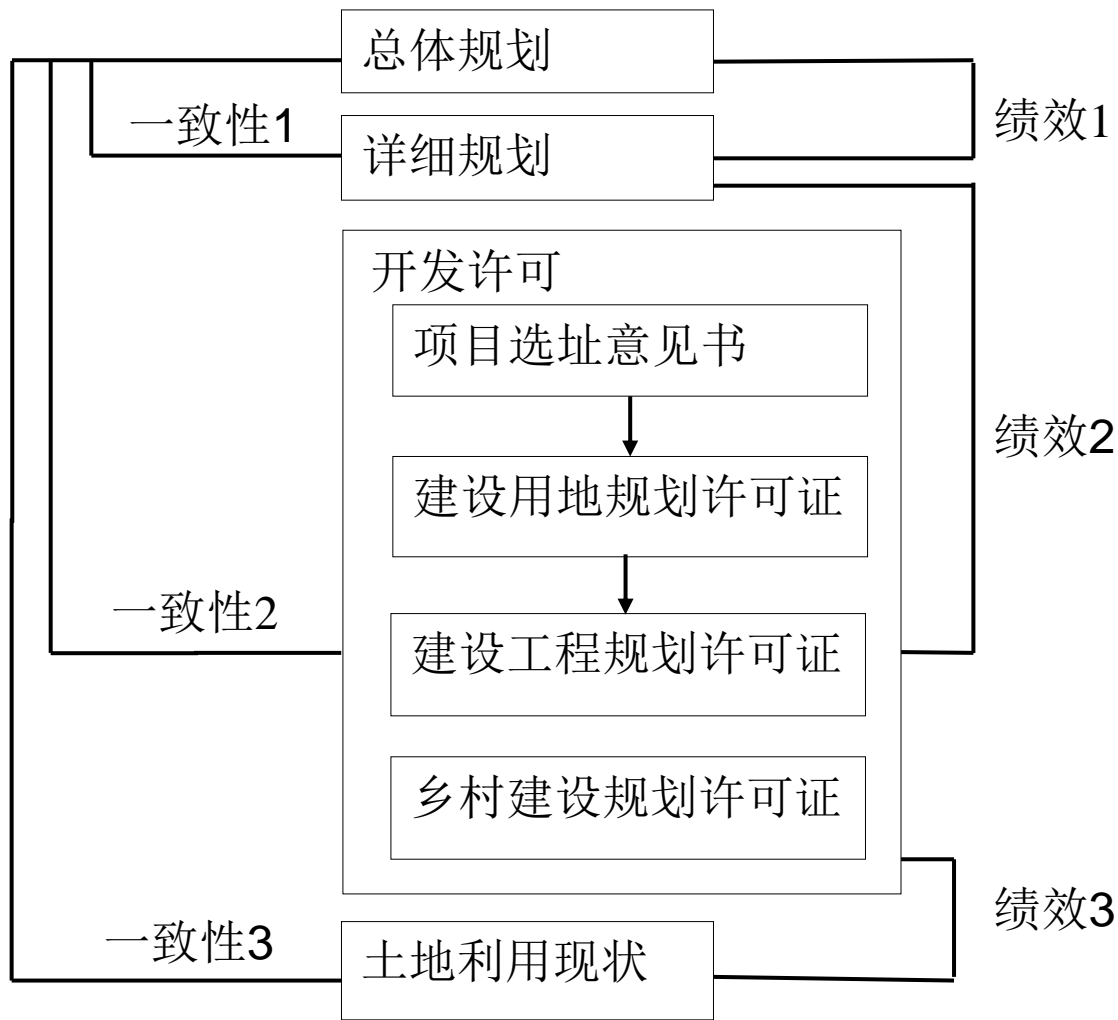 总体规划
一致性1
绩效1
详细规划
开发许可
项目选址意见书
绩效2
建设用地规划许可证
一致性2
建设工程规划许可证
乡村建设规划许可证
绩效3
一致性3
土地利用现状